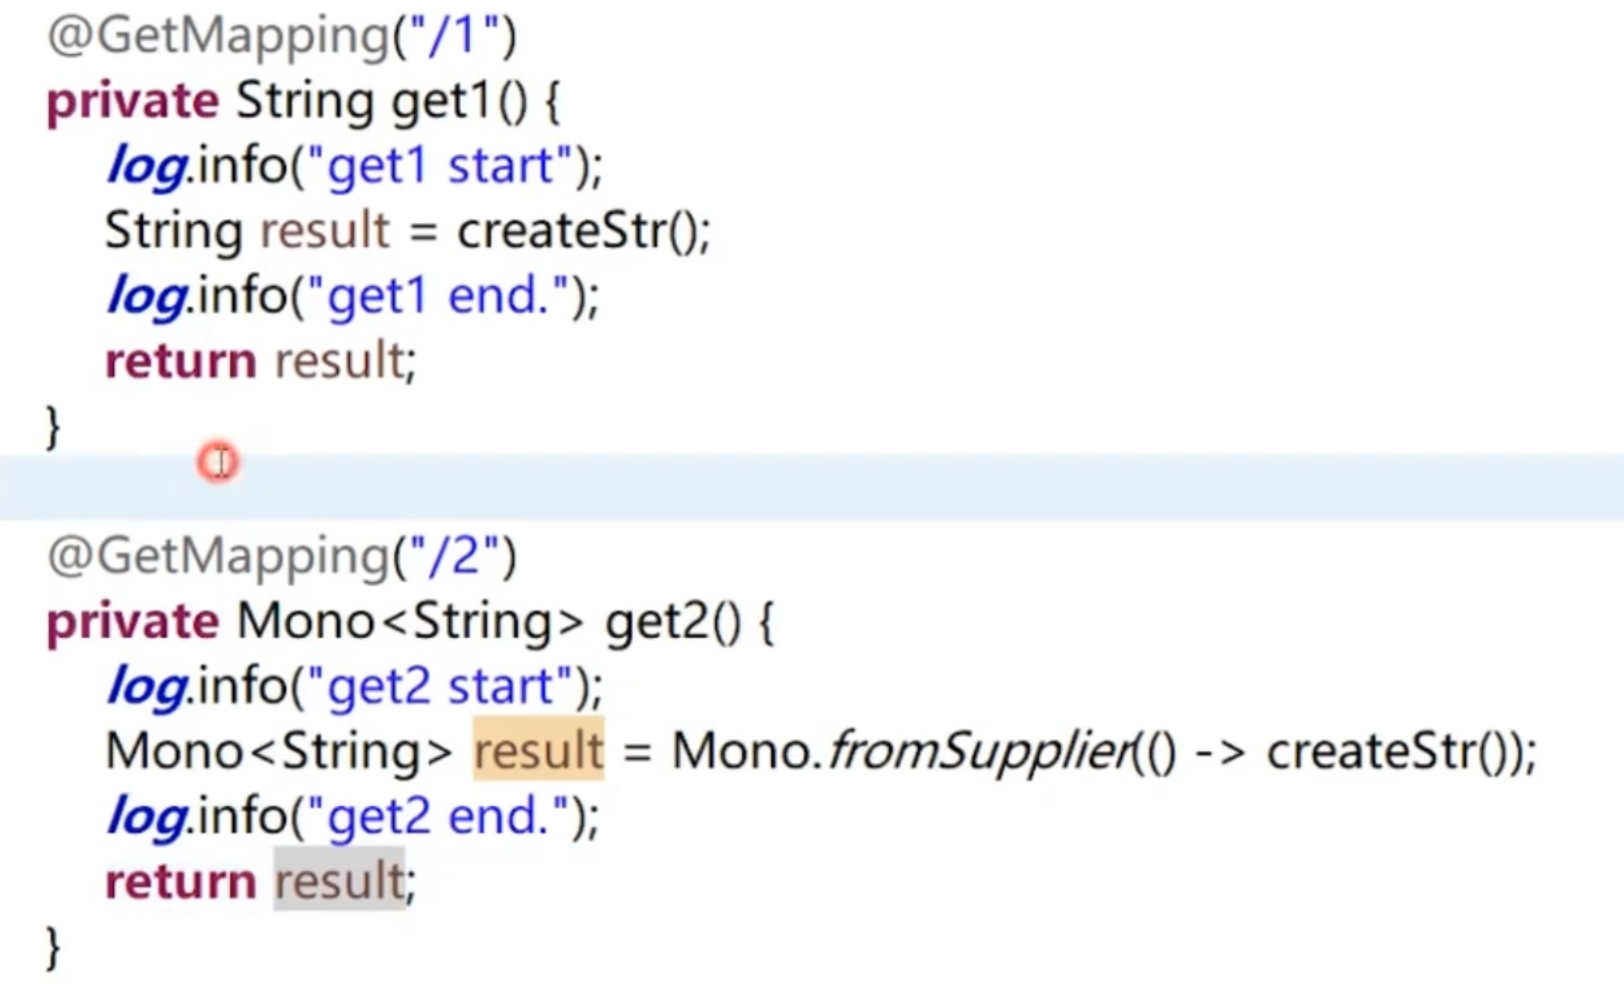 @GetMapping("/1")
private String get1() {
log.info("get1 start");
String result = createStr();
log.info("get1 end.");
return result;
}
@GetMapping("/2")
private Mono<String> get2() {
log.info("get2 start");
Mono<String> result = Mono.fromSupplier(() -> createStr());
log.info("get2 end.");
return result;
}